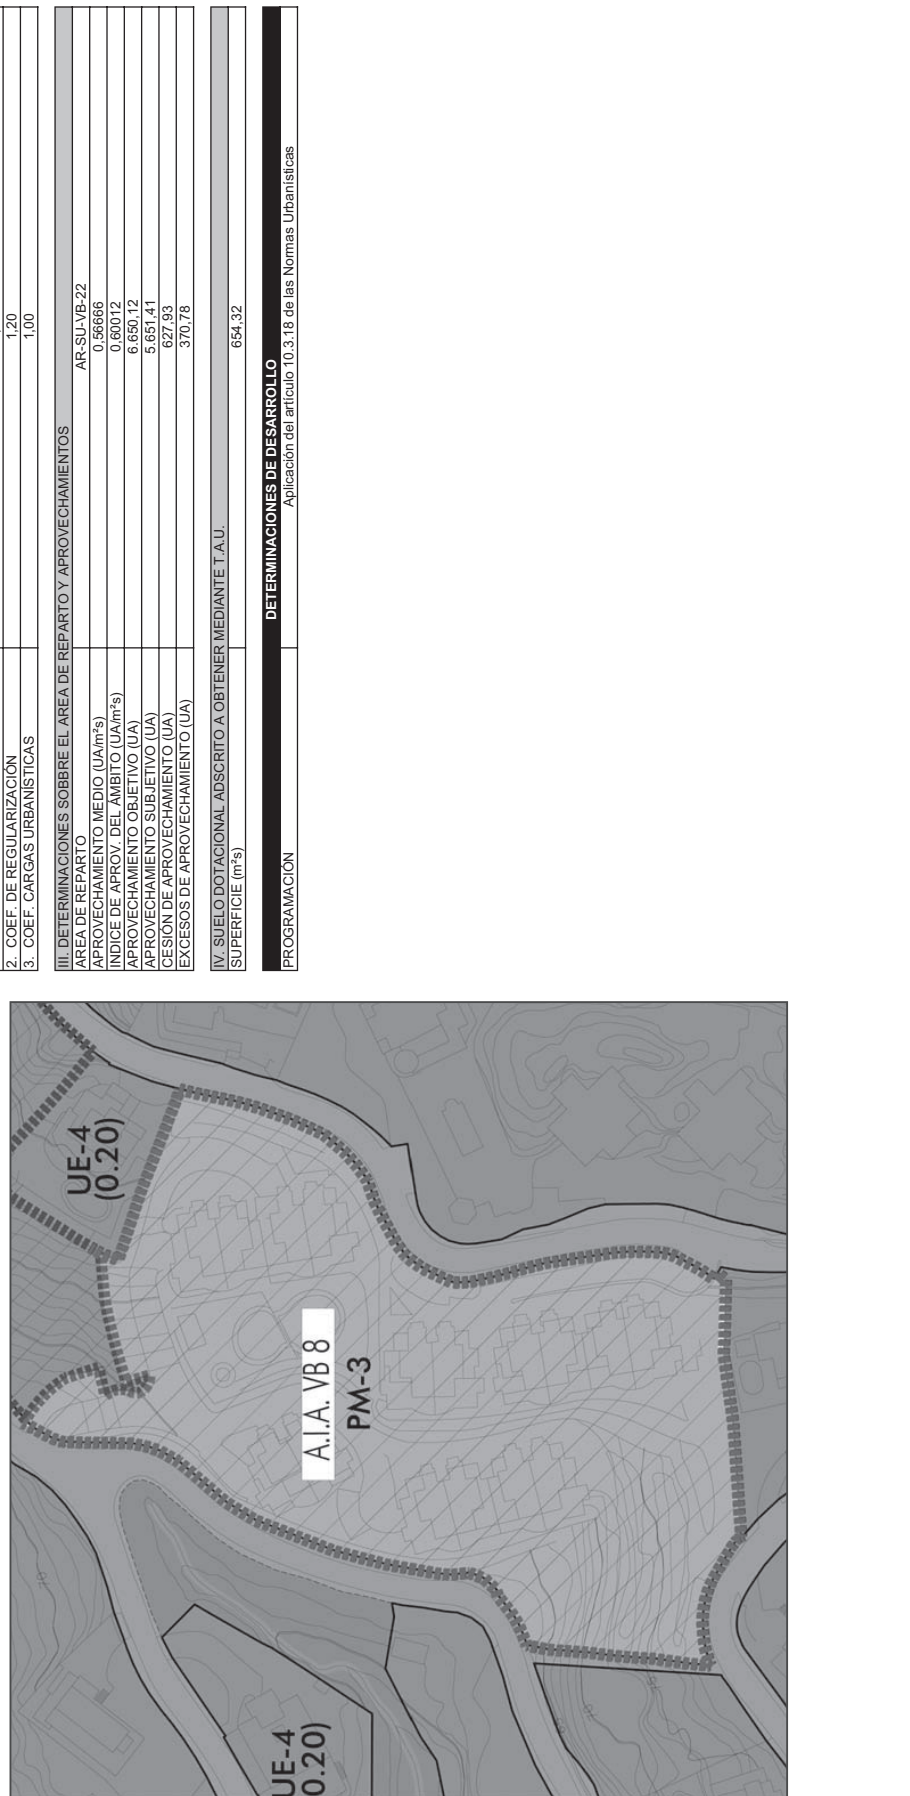 2. COEF. DE REGULARIZACIÓN 1,20
3. COEF. CARGAS URBANÍSTICAS 1,00
III. DETERMINACIONES SOBBRE EL AREA DE REPARTO Y APROVECHAMIENTOS
AREA DE REPARTO AR-SU-VB-22
APROVECHAMIENTO MEDIO (UA/m²s) 0,56666
INDICE DE APROV. DEL ÁMBITO (UA/m²s) 0,60012
APROVECHAMIENTO OBJETIVO (UA) 6.650,12
APROVECHAMIENTO SUBJETIVO (UA) 5.651,41
CESIÓN DE APROVECHAMIENTO (UA) 627,93
EXCESOS DE APROVECHAMIENTO (UA) 370,78
IV. SUELO DOTACIONAL ADSCRITO A OBTENER MEDIANTE T.A.U.
SUPERFICIE (m²s) 654,32
DETERMINACIONES DE DESARROLLO
PROGRAMACIÓN Aplicación del artículo 10.3.18 de las Normas Urbanísticas
UE-4
(0.20)
A.I.A. VB 8
PM-3
UE-4
0.20)